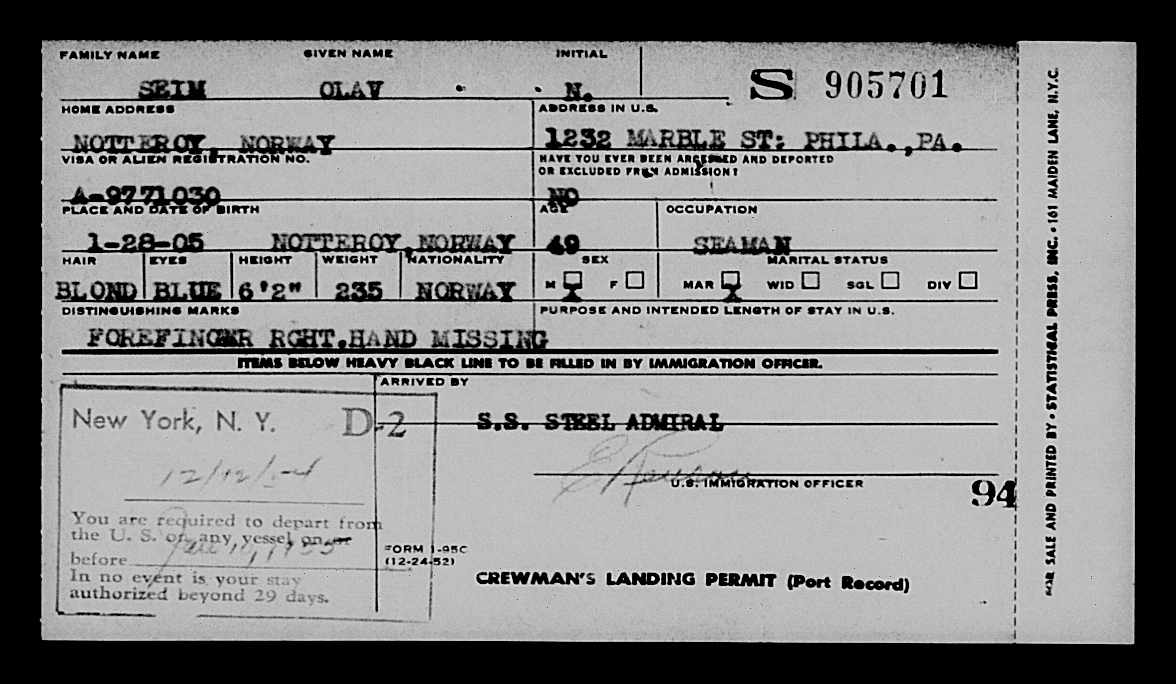 FAMILY NAME GIVEN NAME INITIAL
SEIM OLAV N. S 905701
HOME ADDRESS ADDRESS IN U.S.
NOTTEROY, NORWAY 1232 MARBLE ST: PHILA.,PA.
VISA OR ALIEN REGISTRATION NO. HAVE YOU EVER BEEN ARRESTED AND DEPORTED
OR EXCLUDED FROM ADMISSION?
A-9771030 NO
PLACE AND DATE OF BIRTH AGE OCCUPATION
1-28-05 NOTTEROY,NORWAY 49 SEAMAN
HAIR EYES HEIGHT WEIGHT NATIONALITY SEX MARITAL STATUS
BLOND BLUE 6'2" 235 NORWAY M X F MAR X WID SGL DIV
DISTINGUISHING MARKS PURPOSE AND INTENDED LENGTH OF STAY IN U.S.
FOREFINGER RGHT.HAND MISSING
ITEMS BELOW HEAVY BLACK LINE TO BE FILLED IN BY IMMIGRATION OFFICER.
ARRIVED BY
New York, N. Y. D-2 S.S. STEEL ADMIRAL
12/12/54
U.S. IMMIGRATION OFFICER
94
You are required to depart from
the U. S. on any vessel on or
before Jan 10, 1955
In no event is your stay
authorized beyond 29 days.
FORM I-95C
(12-24-52)
CREWMAN'S LANDING PERMIT (Port Record)
FOR SALE AND PRINTED BY • STATISTICAL PRESS, INC. • 161 MAIDEN LANE, N.Y.C.